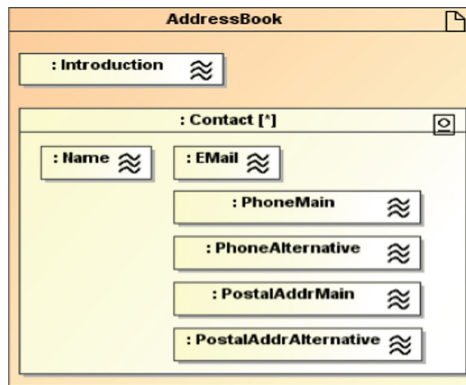 AddressBook
: Introduction
: Contact [*]
: Name
: EMail
: PhoneMain
: PhoneAlternative
: PostalAddrMain
: PostalAddrAlternative